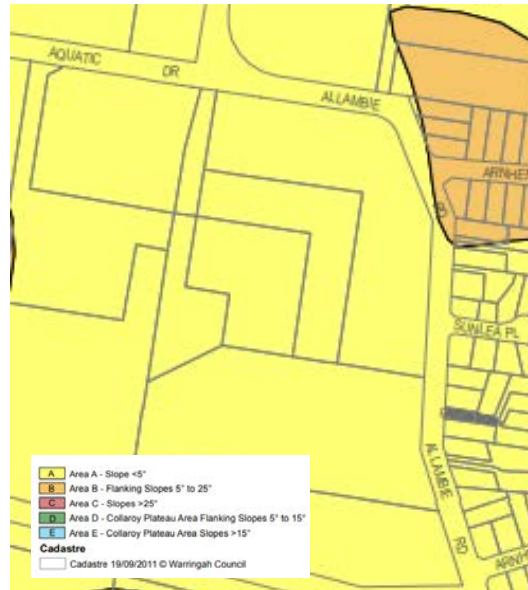 AQUATIC DR
ALLAMBIE
RD
ARNHEM
SUNLEA PL
ALLAMBIE RD
ARNHE
A Area A - Slope <5°
B Area B - Flanking Slopes 5° to 25°
C Area C - Slopes >25°
D Area D - Collaroy Plateau Area Flanking Slopes 5° to 15°
E Area E - Collaroy Plateau Area Slopes >15°
Cadastre
Cadastre 19/09/2011 © Warringah Council